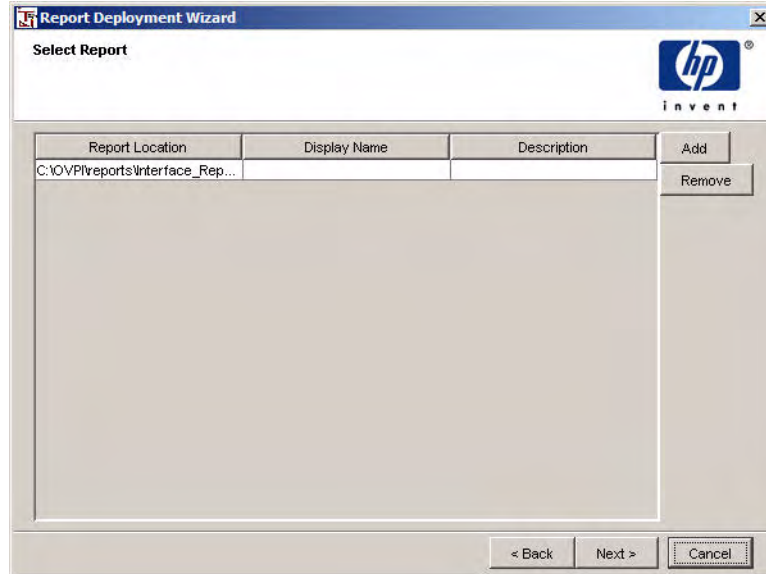 Report Deployment Wizard
Select Report
hp
®
invent
Report Location Display Name Description Add
C:\OVPI\reports\Interface_Rep...
Remove
< Back Next > Cancel